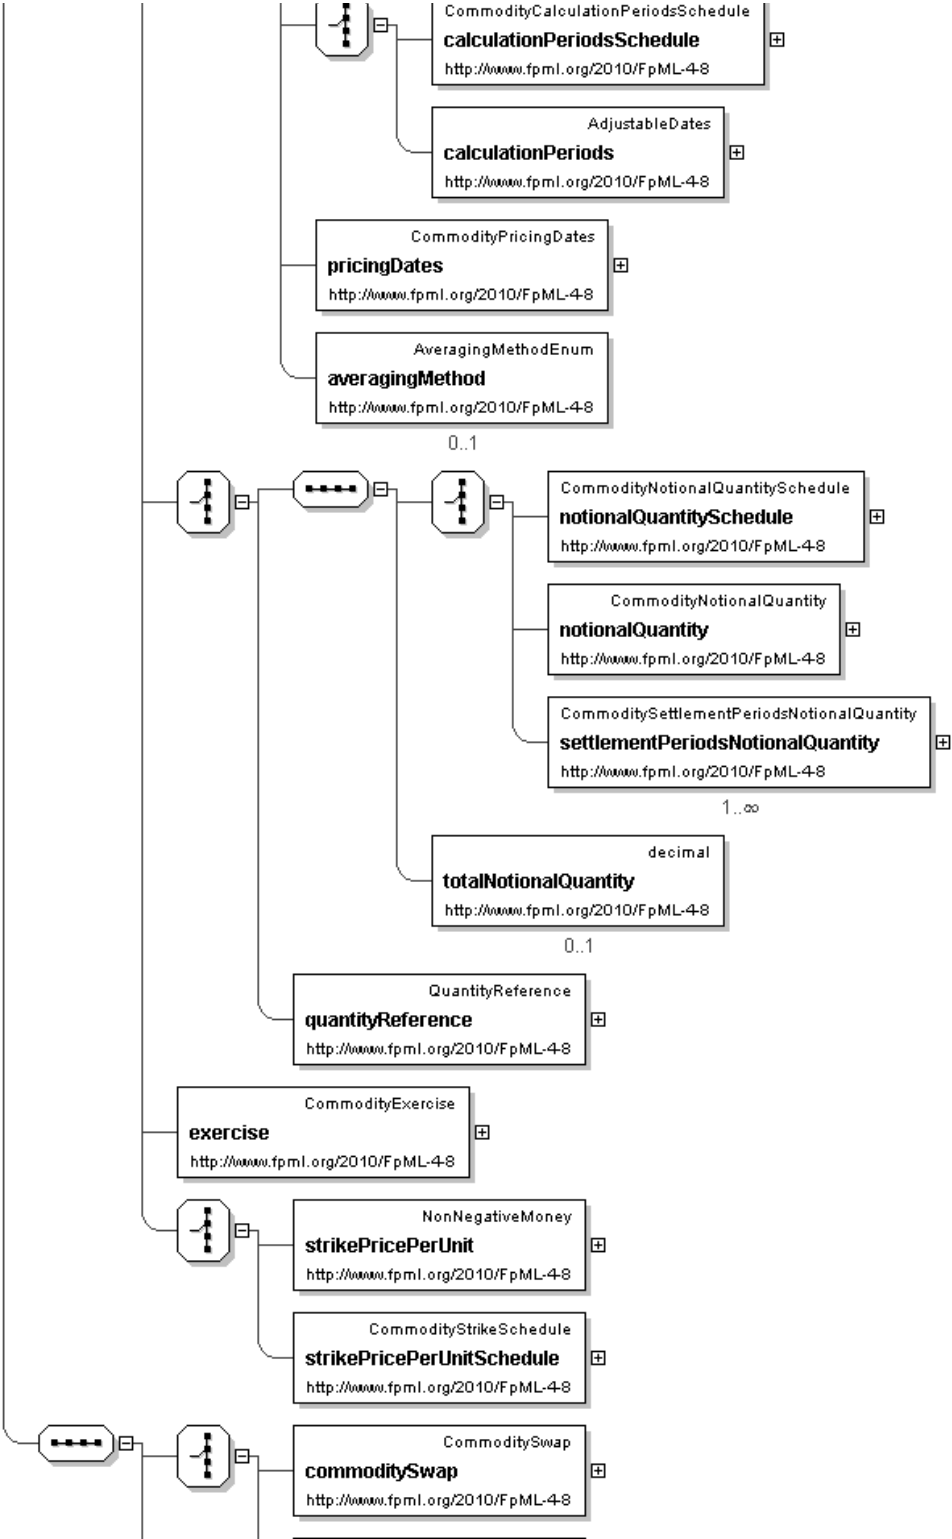 CommodityCalculationPeriodsSchedule
calculationPeriodsSchedule
http://www.fpml.org/2010/FpML-4-8
AdjustableDates
calculationPeriods
http://www.fpml.org/2010/FpML-4-8
CommodityPricingDates
pricingDates
http://www.fpml.org/2010/FpML-4-8
AveragingMethodEnum
averagingMethod
http://www.fpml.org/2010/FpML-4-8
0..1
CommodityNotionalQuantitySchedule
notionalQuantitySchedule
http://www.fpml.org/2010/FpML-4-8
CommodityNotionalQuantity
notionalQuantity
http://www.fpml.org/2010/FpML-4-8
CommoditySettlementPeriodsNotionalQuantity
settlementPeriodsNotionalQuantity
http://www.fpml.org/2010/FpML-4-8
1..∞
decimal
totalNotionalQuantity
http://www.fpml.org/2010/FpML-4-8
0..1
QuantityReference
quantityReference
http://www.fpml.org/2010/FpML-4-8
CommodityExercise
exercise
http://www.fpml.org/2010/FpML-4-8
NonNegativeMoney
strikePricePerUnit
http://www.fpml.org/2010/FpML-4-8
CommodityStrikeSchedule
strikePricePerUnitSchedule
http://www.fpml.org/2010/FpML-4-8
CommoditySwap
commoditySwap
http://www.fpml.org/2010/FpML-4-8